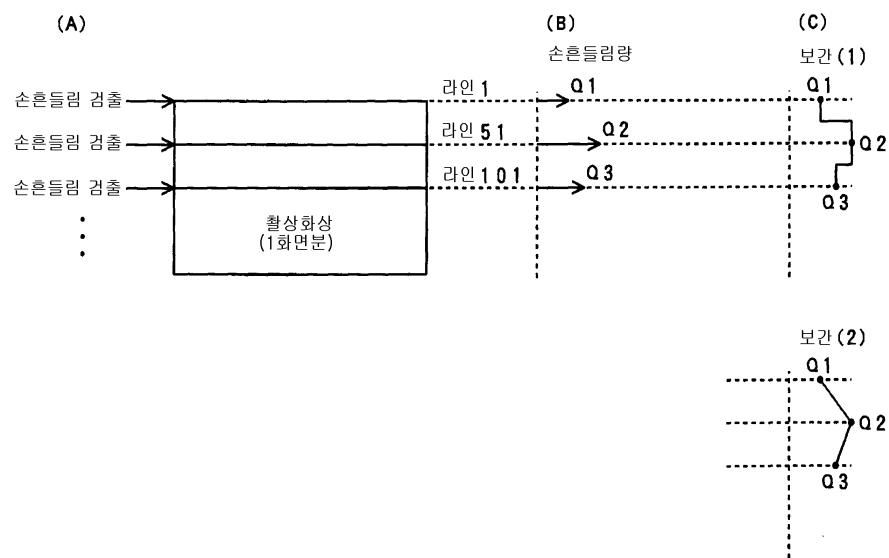 (A)
(B)
(C)
손흔들림량
보간(1)
손흔들림 검출
라인 1
Q1
Q1
손흔들림 검출
라인 51
Q2
Q2
손흔들림 검출
라인 101
Q3
Q3
촬상화상
(1화면분)
보간(2)
Q1
Q2
Q3